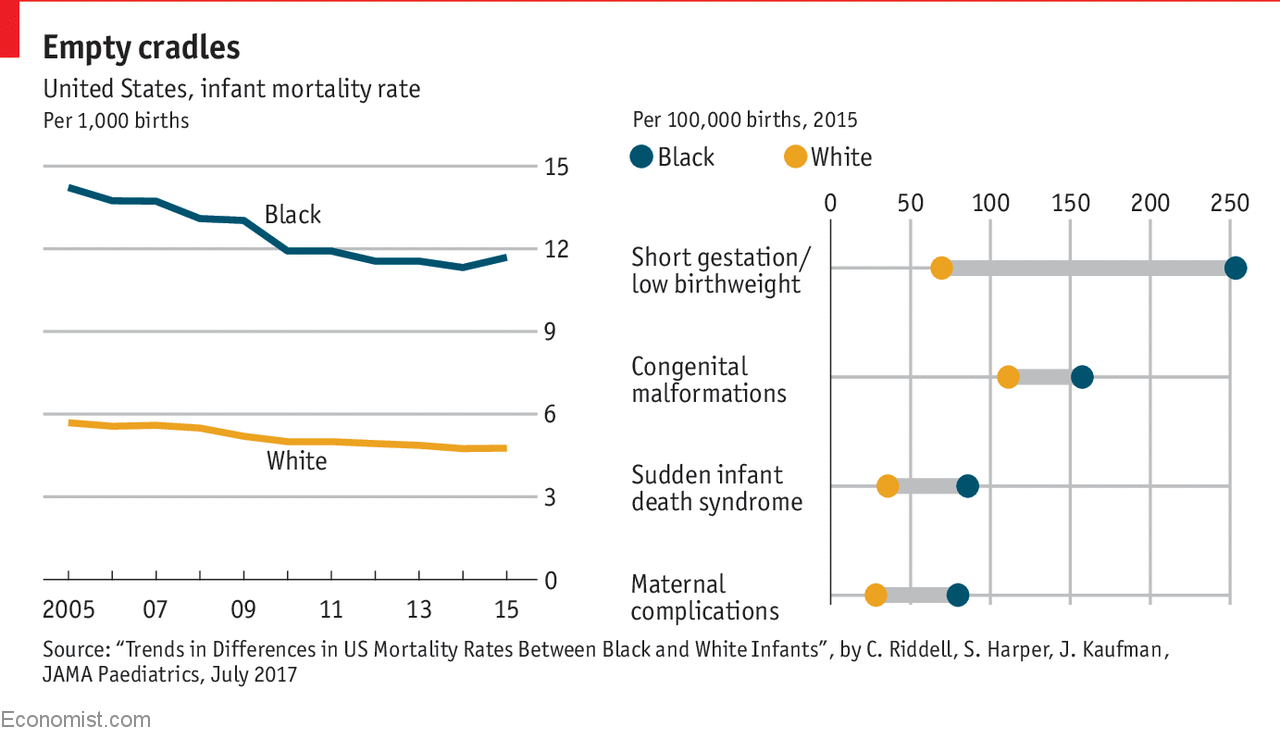 Empty cradles
United States, infant mortality rate
Per 1,000 births
15
12
9
6
3
0
Black
White
2005 07 09 11 13 15
Per 100,000 births, 2015
Black White
0 50 100 150 200 250
Short gestation/
low birthweight
Congenital
malformations
Sudden infant
death syndrome
Maternal
complications
Source: “Trends in Differences in US Mortality Rates Between Black and White Infants”, by C. Riddell, S. Harper, J. Kaufman,
JAMA Paediatrics, July 2017
Economist.com